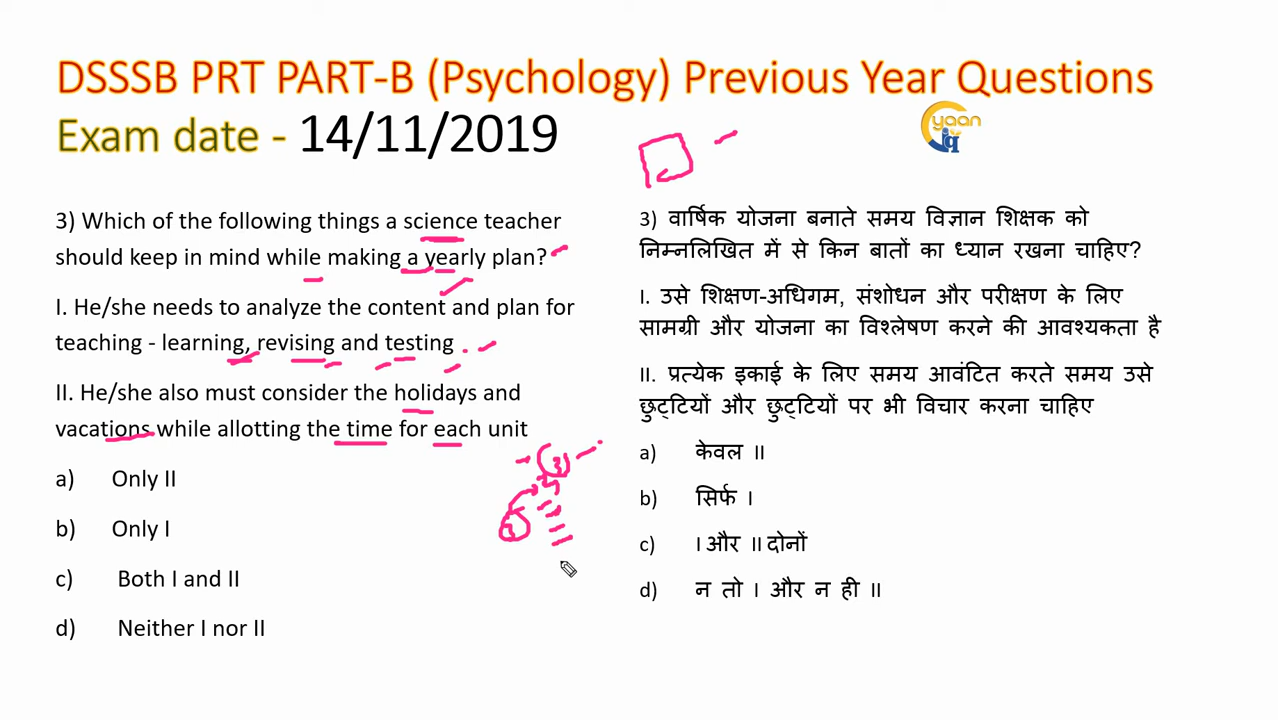 DSSSB PRT PART-B (Psychology) Previous Year Questions
Exam date - 14/11/2019
yaan
iq
3) Which of the following things a science teacher
should keep in mind while making a yearly plan?
I. He/she needs to analyze the content and plan for
teaching - learning, revising and testing
II. He/she also must consider the holidays and
vacations while allotting the time for each unit
a) Only II
b) Only I
c) Both I and II
d) Neither I nor II
3) वार्षिक योजना बनाते समय विज्ञान शिक्षक को
निम्नलिखित में से किन बातों का ध्यान रखना चाहिए?
I. उसे शिक्षण-अधिगम, संशोधन और परीक्षण के लिए
सामग्री और योजना का विश्लेषण करने की आवश्यकता है
II. प्रत्येक इकाई के लिए समय आवंटित करते समय उसे
छुट्टियों और छुट्टियों पर भी विचार करना चाहिए
a) केवल II
b) सिर्फ I
c) I और II दोनों
d) न तो I और न ही II